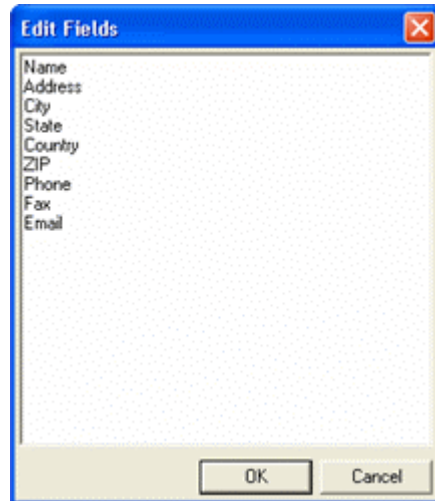 Edit Fields
Name
Address
City
State
Country
ZIP
Phone
Fax
Email
OK Cancel